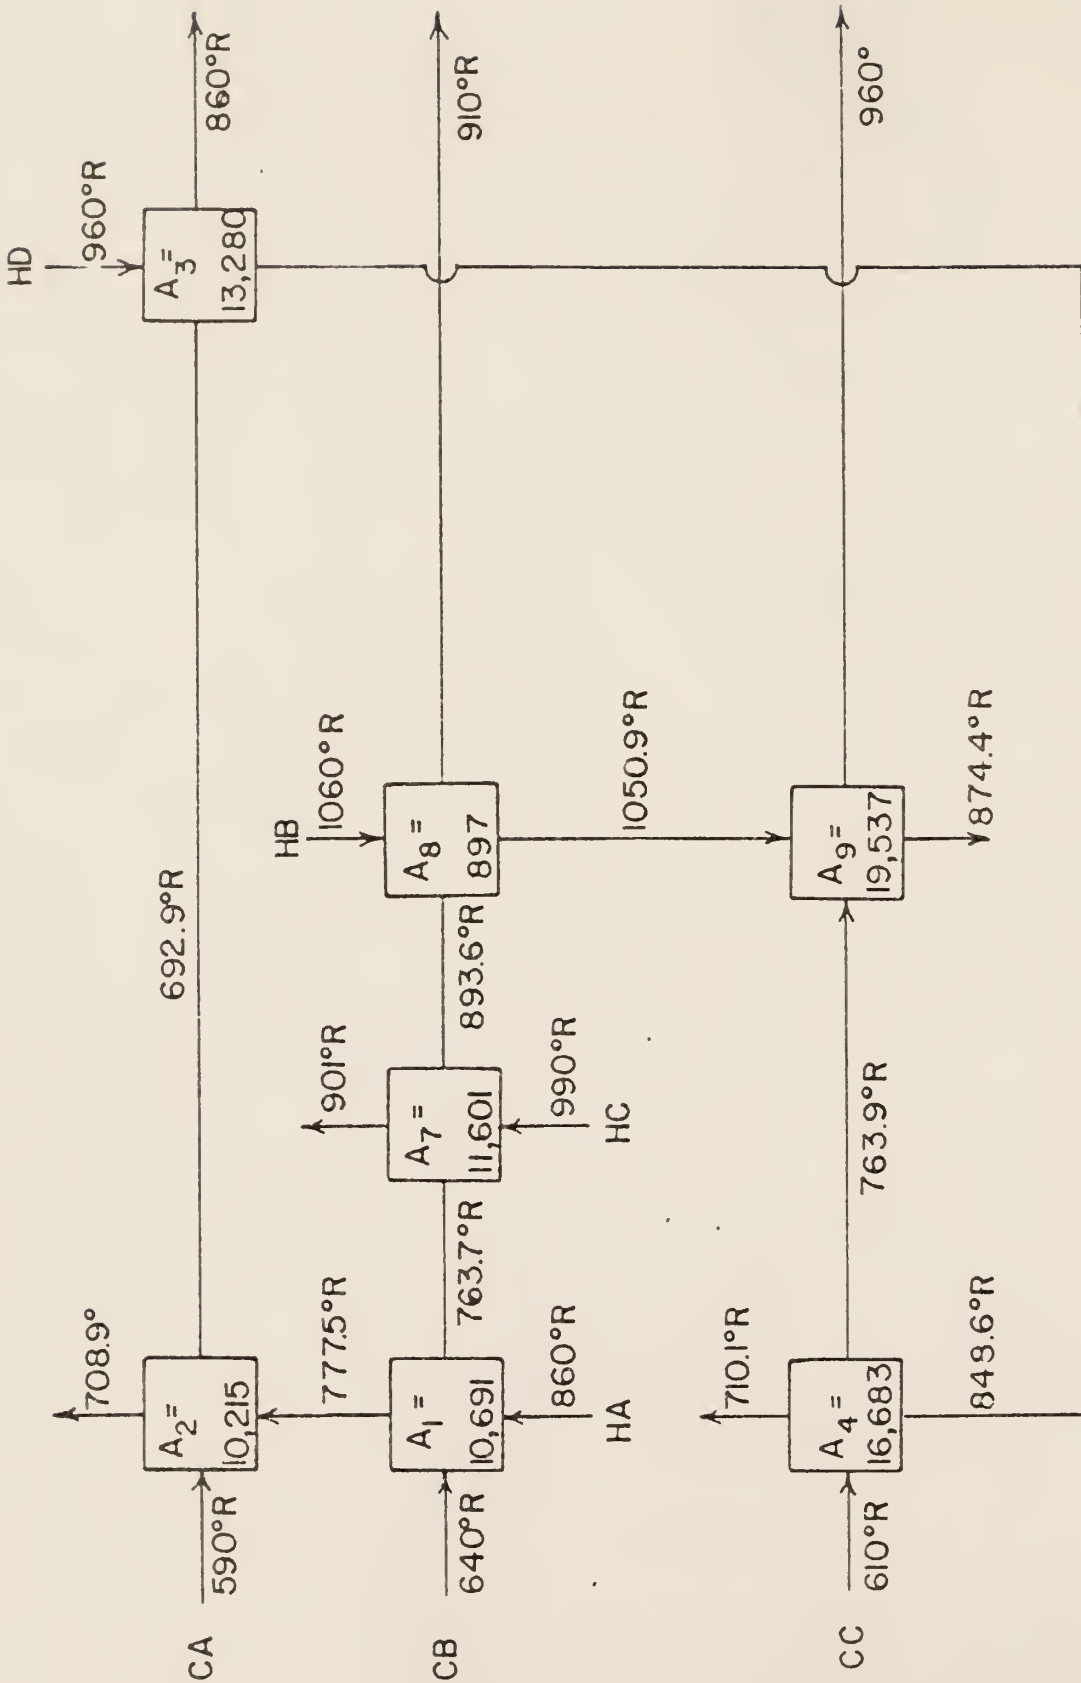 HD
960°R
A3=
13,280
860°R
692.9°R
708.9°
A2=
10,215
590°R
CA
777.5°R
910°R
HB
1060°R
A8=
897
893.6°R
901°R
A7=
11,601
990°R
HC
763.7°R
A1=
10,691
860°R
HA
640°R
CB
1050.9°R
960°
A9=
19,537
874.4°R
763.9°R
710.1°R
A4=
16,683
849.6°R
610°R
CC